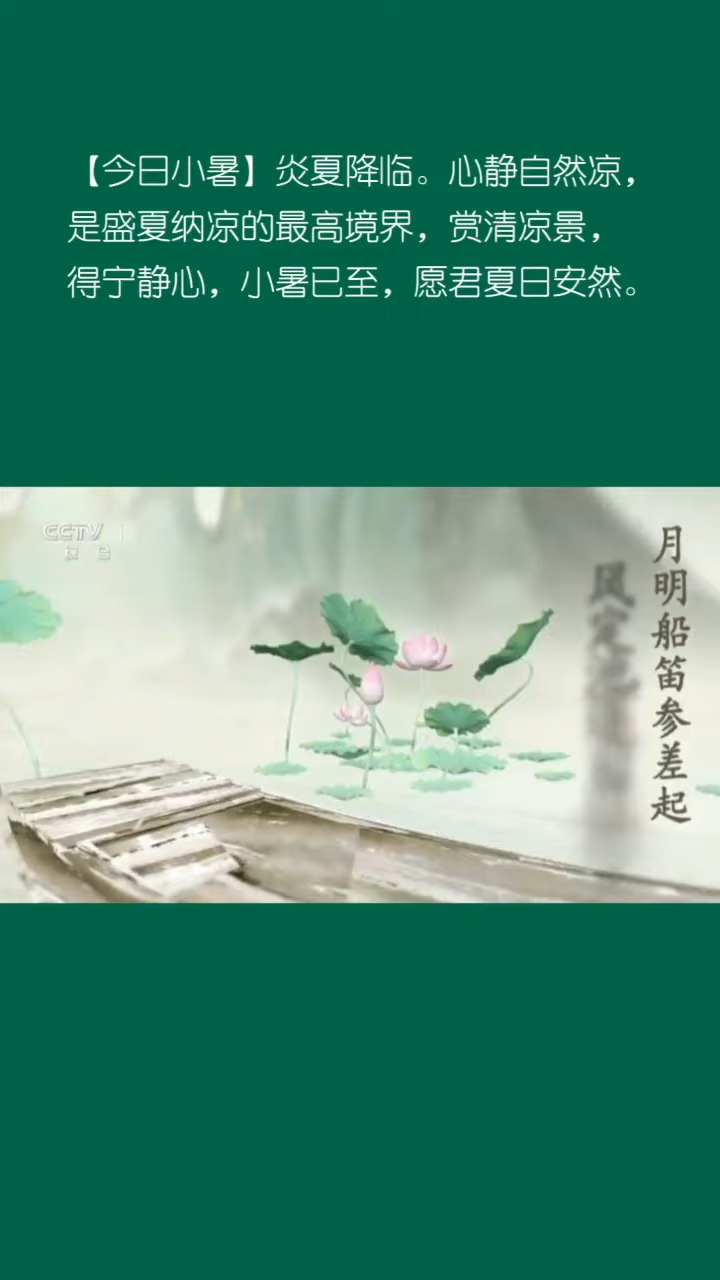 【今日小暑】炎夏降临。心静自然凉，
是盛夏纳凉的最高境界，赏清凉景，
得宁静心，小暑已至，愿君夏日安然。
CCTV
月明船笛参差起